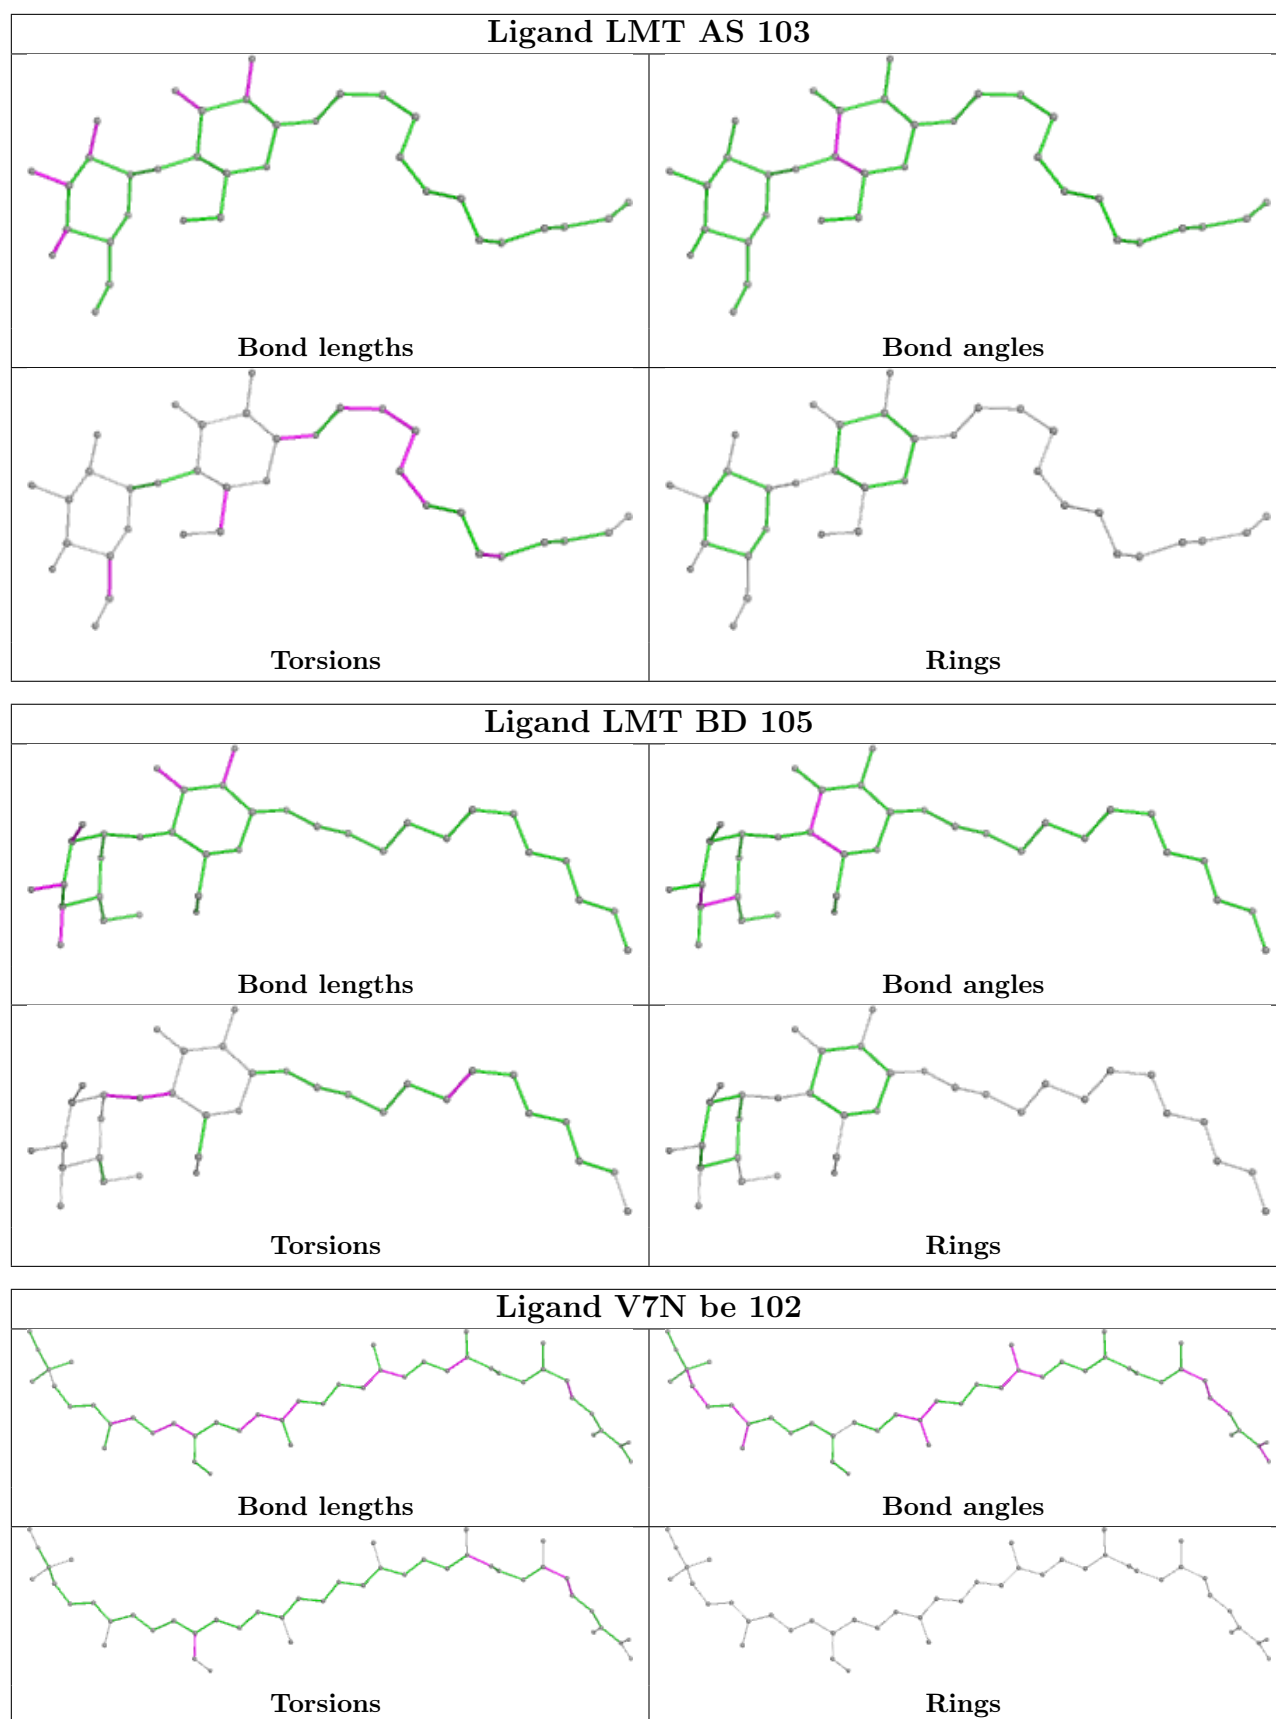 Ligand LMT AS 103
Bond lengths
Bond angles
Torsions
Rings
Ligand LMT BD 105
Bond lengths
Bond angles
Torsions
Rings
Ligand V7N be 102
Bond lengths
Bond angles
Torsions
Rings